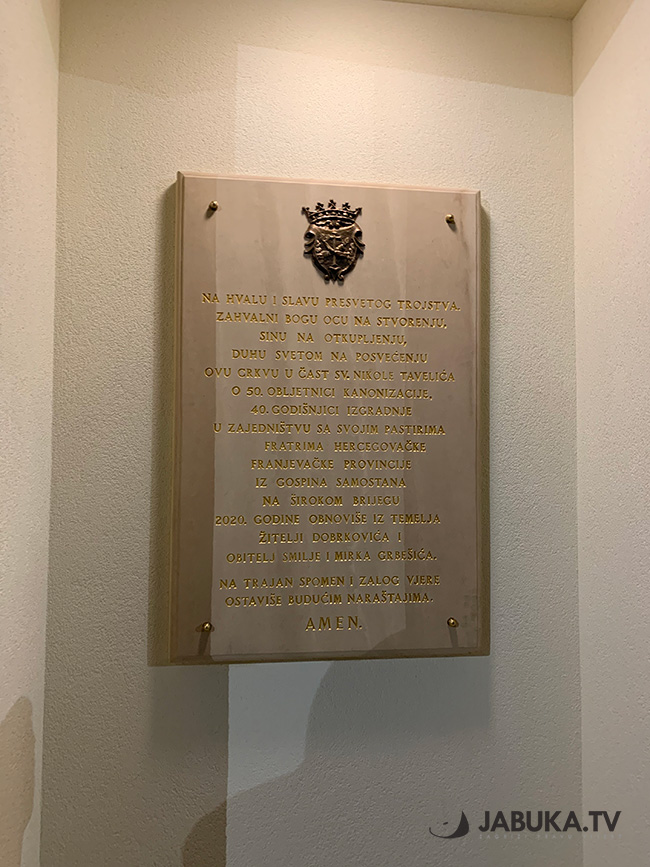 NA HVALU I SLAVU PRESVETOG TROJSTVA.
ZAHVALNI BOGU OCU NA STVORENJU,
SINU NA OTKUPLJENJU,
DUHU SVETOM NA POSVEĆENJU
OVU CRKVU U ČAST SV. NIKOLE TAVELIĆA
O 50. OBLJETNICI KANONIZACIJE,
40. GODIŠNJICI IZGRADNJE
U ZAJEDNIŠTVU SA SVOJIM PASTIRIMA
FRATRIMA HERCEGOVAČKE
FRANJEVAČKE PROVINCIJE
IZ GOSPINA SAMOSTANA
NA ŠIROKOM BRIJEGU
2020. GODINE OBNOVIŠE IZ TEMELJA
ŽITELJI DOBRKOVIĆA I
OBITELJ SMILJE I MIRKA GRBEŠIĆA.
NA TRAJAN SPOMEN I ZALOG VJERE
OSTAVIŠE BUDUĆIM NARAŠTAJIMA.
AMEN.
JABUKA.TV